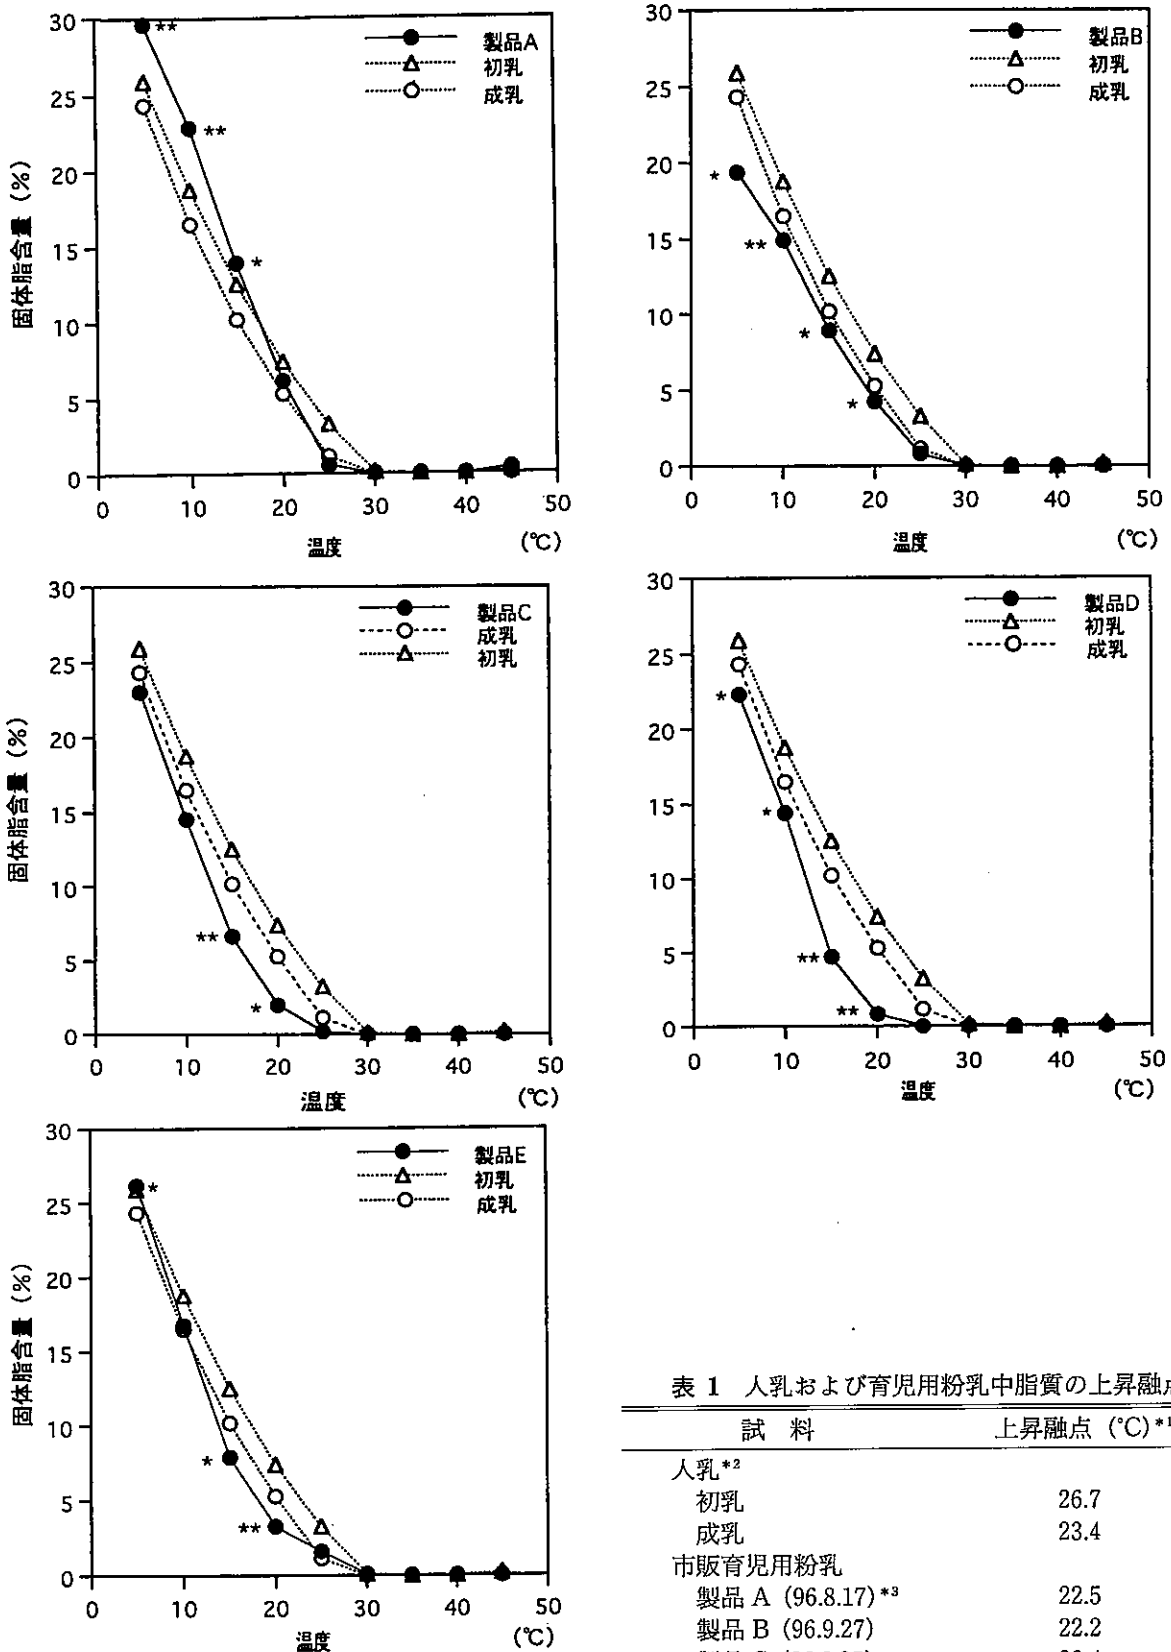 30
25
20
15
10
5
0
固体脂含量 (%)
製品A
初乳
成乳
**
**
*
0 10 20 30 40 50
温度 (℃)
30
25
20
15
10
5
0
製品B
初乳
成乳
*
**
*
*
0 10 20 30 40 50
温度 (℃)
30
25
20
15
10
5
0
固体脂含量 (%)
製品C
成乳
初乳
**
*
0 10 20 30 40 50
温度 (℃)
30
25
20
15
10
5
0
製品D
初乳
成乳
*
*
**
**
0 10 20 30 40 50
温度 (℃)
30
25
20
15
10
5
0
固体脂含量 (%)
製品E
初乳
成乳
*
*
**
0 10 20 30 40 50
温度 (℃)
表 1 人乳および育児用粉乳中脂質の上昇融点
試 料 上昇融点 (℃)*1
人乳*2
初乳 26.7
成乳 23.4
市販育児用粉乳
製品 A (96.8.17)*3 22.5
製品 B (96.9.27) 22.2